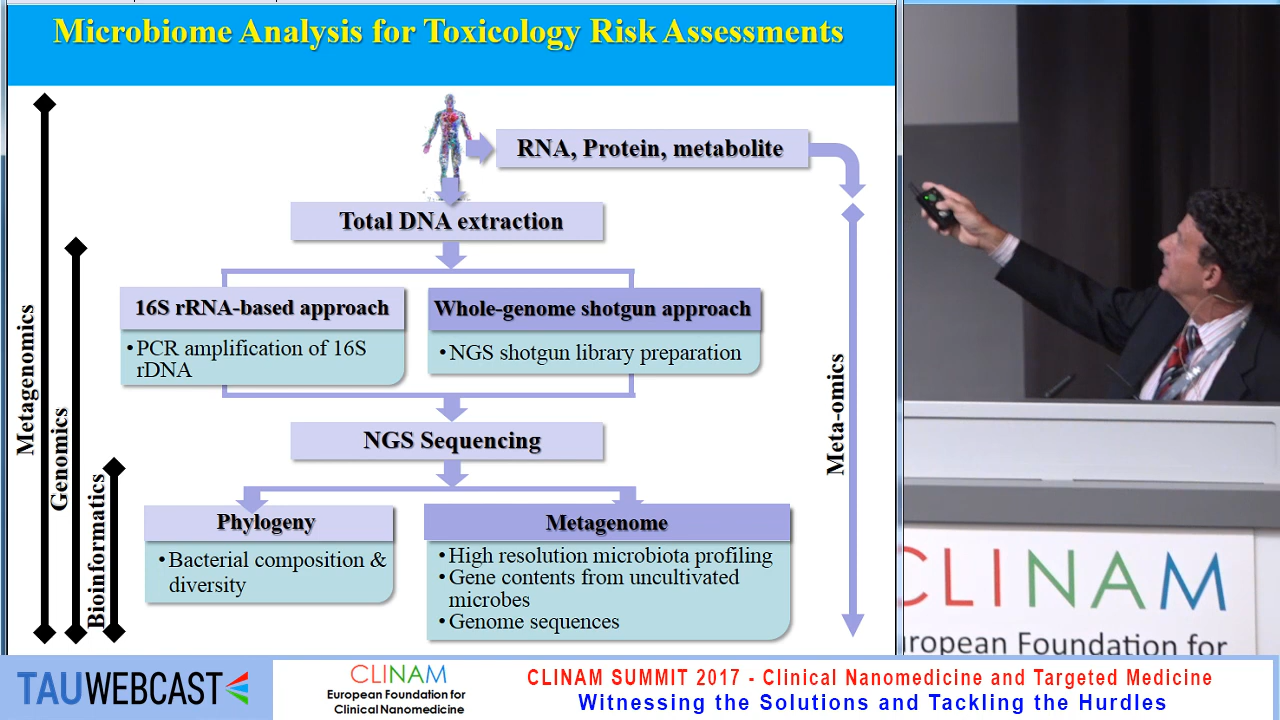 Microbiome Analysis for Toxicology Risk Assessments
RNA, Protein, metabolite
Total DNA extraction
16S rRNA-based approach
•PCR amplification of 16S
rDNA
Whole-genome shotgun approach
•NGS shotgun library preparation
NGS Sequencing
Phylogeny
•Bacterial composition &
diversity
Metagenome
•High resolution microbiota profiling
•Gene contents from uncultivated
microbes
•Genome sequences
Metagenomics
Genomics
Bioinformatics
Meta-omics
CLINAM
uropean Foundation for
TAUWEBCAST
CLINAM
European Foundation for
Clinical Nanomedicine
CLINAM SUMMIT 2017 - Clinical Nanomedicine and Targeted Medicine
Witnessing the Solutions and Tackling the Hurdles